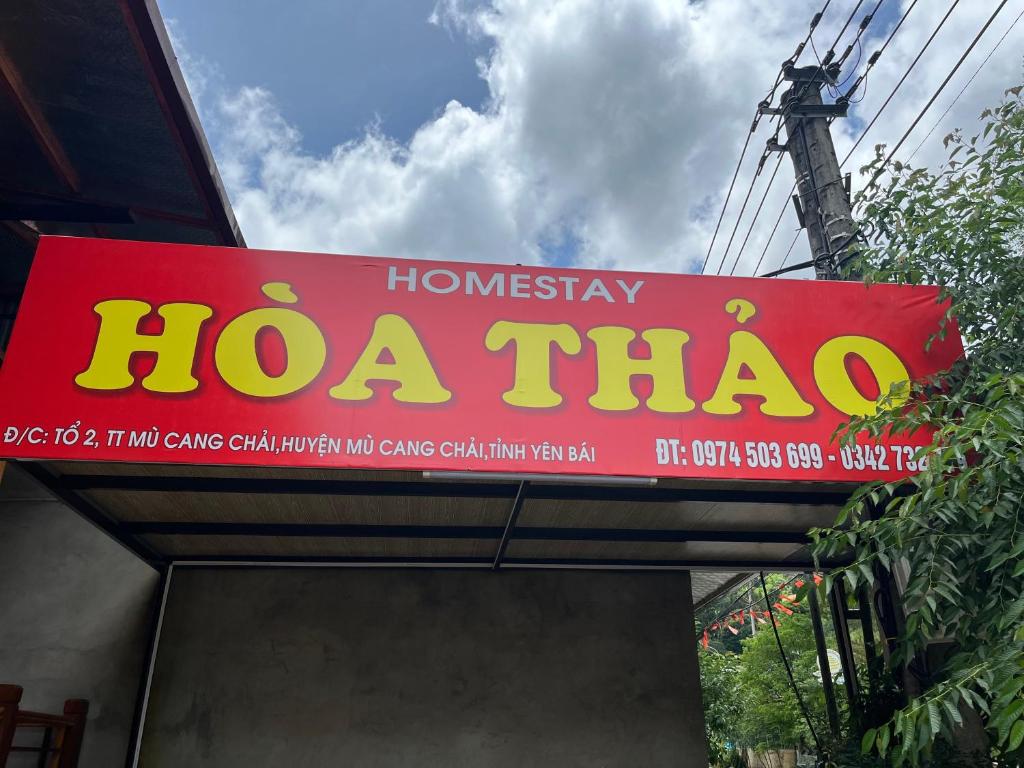 HOMESTAY
HÒA THẢO
Đ/C: TỔ 2, TT MÙ CANG CHẢI,HUYỆN MÙ CANG CHẢI,TỈNH YÊN BÁI
ĐT: 0974 503 699 - 0342